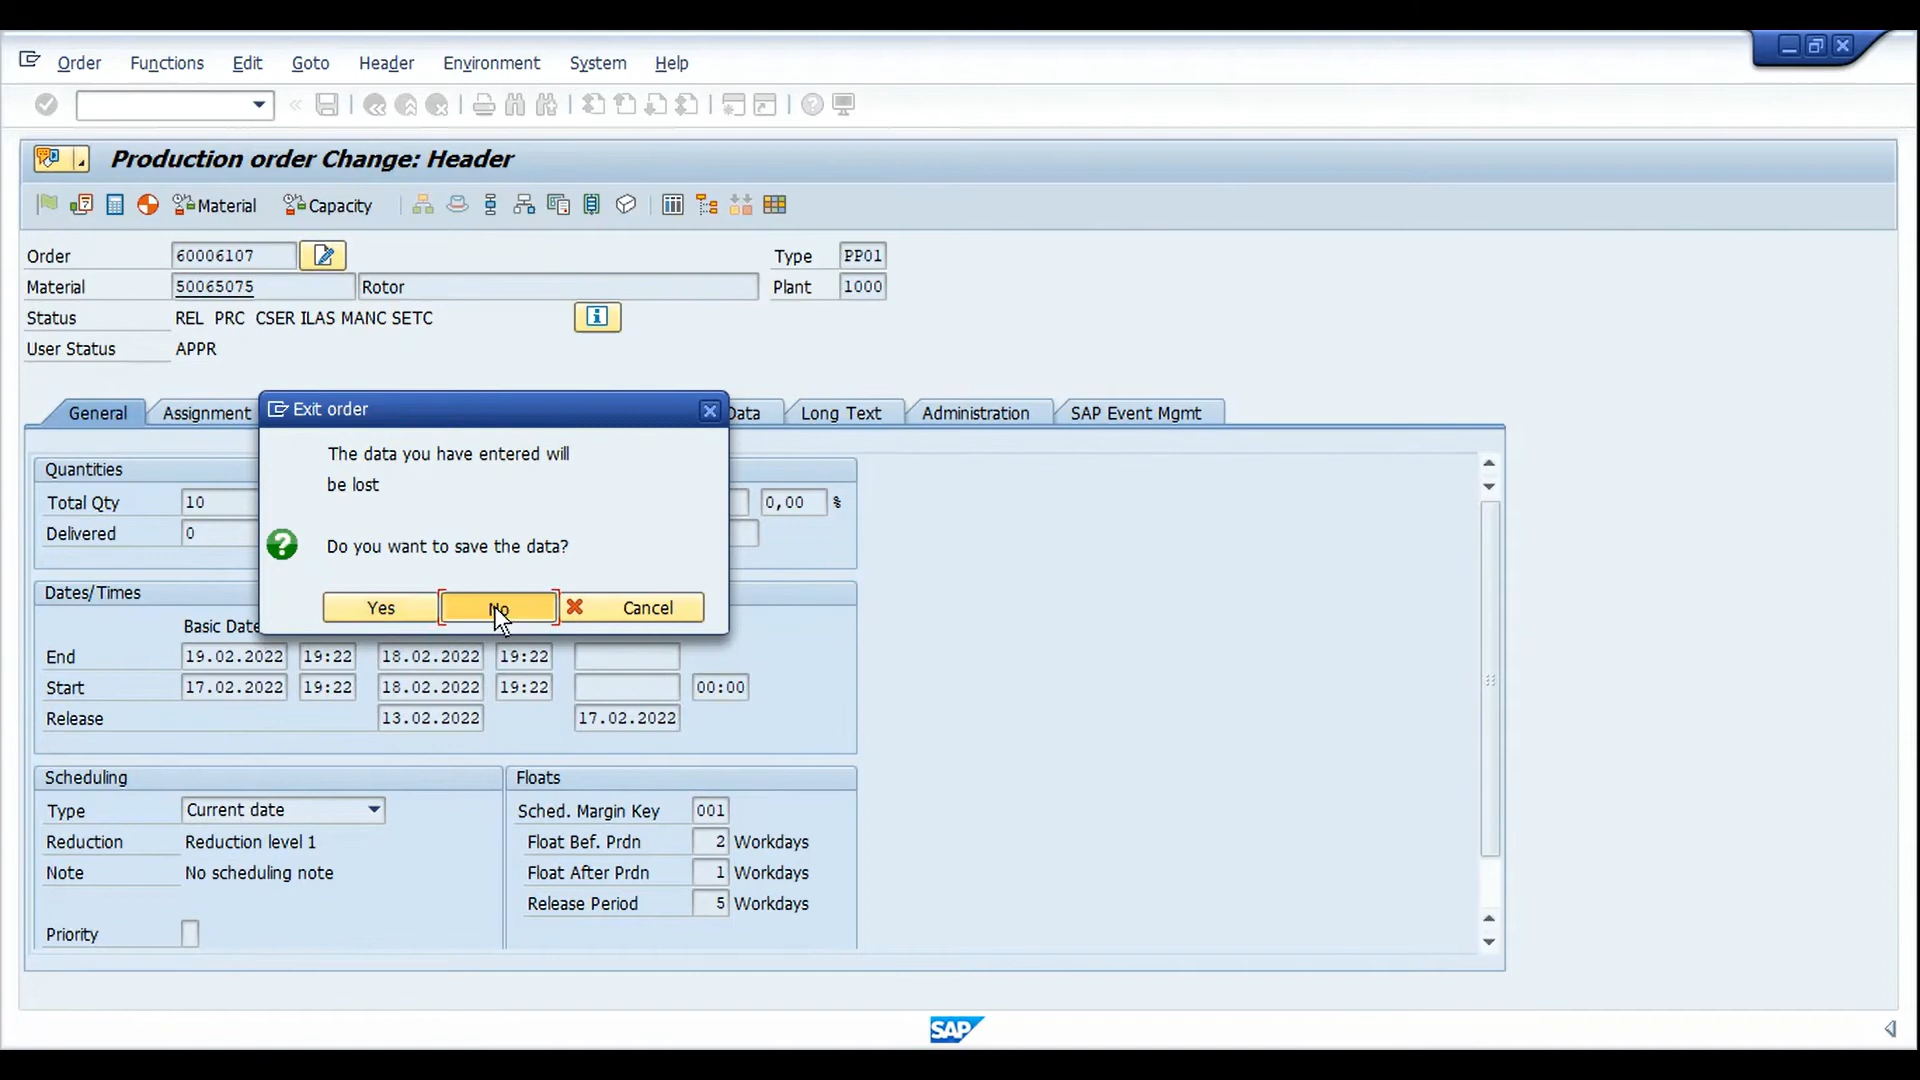 Order Functions Edit Goto Header Environment System Help
Production order Change: Header
Material Capacity
Order 60006107 Type PP01
Material 50065075 Rotor Plant 1000
Status REL PRC CSER ILAS MANC SETC
User Status APPR
General Assignment Data Long Text Administration SAP Event Mgmt
Exit order
The data you have entered will
be lost
Do you want to save the data?
Yes No Cancel
Quantities
Total Qty 10 0,00 %
Delivered 0
Dates/Times
Basic Date
End 19.02.2022 19:22 18.02.2022 19:22
Start 17.02.2022 19:22 18.02.2022 19:22 00:00
Release 13.02.2022 17.02.2022
Scheduling
Type Current date
Reduction Reduction level 1
Note No scheduling note
Priority
Floats
Sched. Margin Key 001
Float Bef. Prdn 2 Workdays
Float After Prdn 1 Workdays
Release Period 5 Workdays
SAP